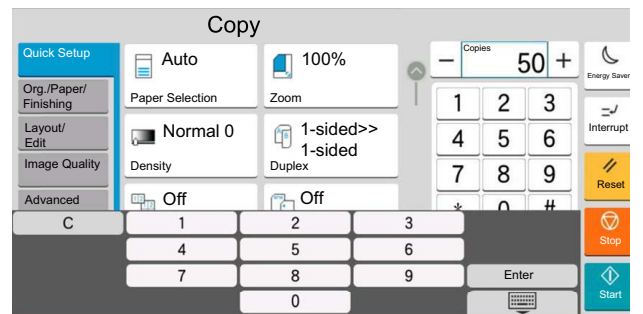 Copy
Quick Setup
Org./Paper/
Finishing
Layout/
Edit
Image Quality
Advanced
Auto
Paper Selection
100%
Zoom
Normal 0
Density
1-sided>>
1-sided
Duplex
Off
Off
Copies
− 50 +
1 2 3
4 5 6
7 8 9
* 0 #
Energy Saver
Interrupt
Reset
Stop
Start
C 1 2 3
4 5 6
7 8 9 Enter
0